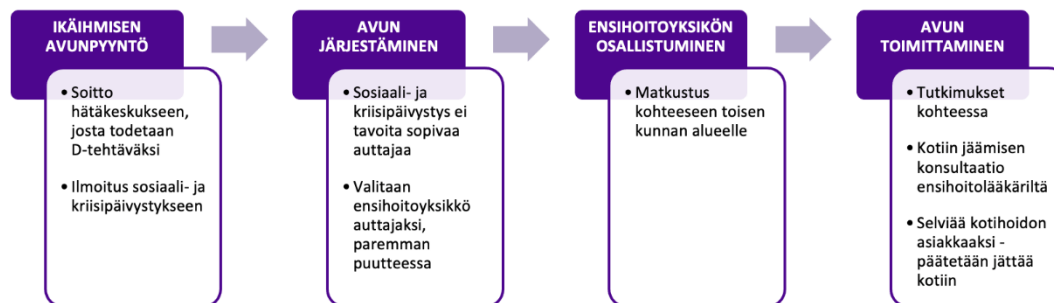 IKÄIHMISEN
AVUNPYYNTÖ
• Soitto
hätäkeskukseen,
josta todetaan
D-tehtäväksi
• Ilmoitus sosiaali- ja
kriisipäivystykseen
AVUN
JÄRJESTÄMINEN
• Sosiaali- ja
kriisipäivystys ei
tavoita sopivaa
auttajaa
• Valitaan
ensihoitoyksikkö
auttajaksi,
paremman
puutteessa
ENSIHOITOYKSIKÖN
OSALLISTUMINEN
• Matkustus
kohteeseen toisen
kunnan alueelle
AVUN
TOIMITTAMINEN
• Tutkimukset
kohteessa
• Kotiin jäämisen
konsultaatio
ensihoitolääkäriltä
• Selviää kotihoidon
asiakkaaksi -
päätetään jättää
kotiin